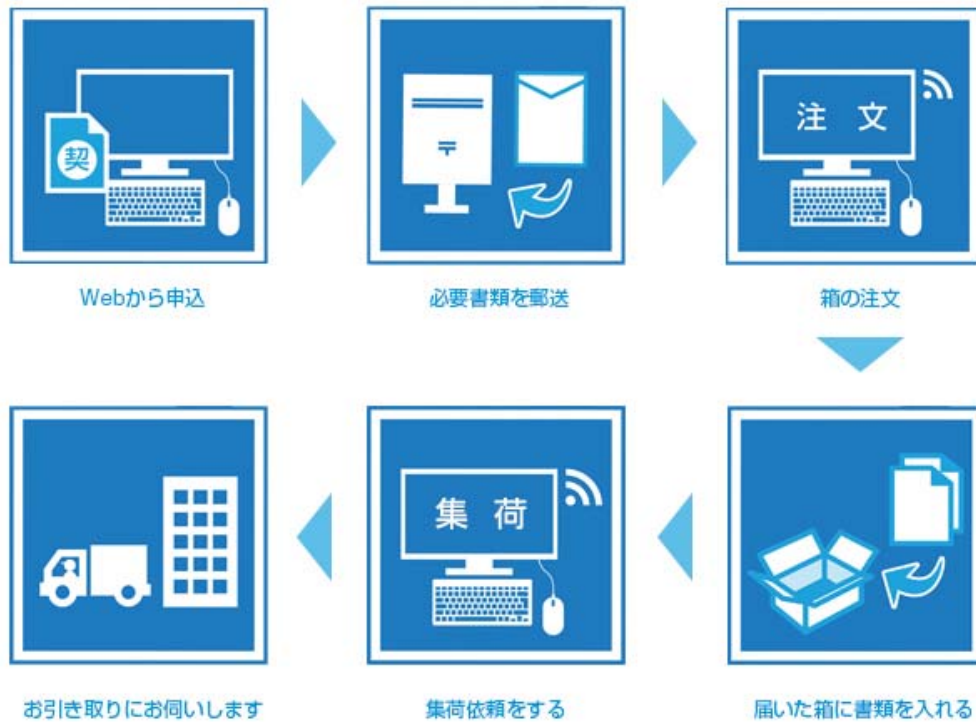 契
Webから申込
〒
必要書類を郵送
注 文
箱の注文
届いた箱に書類を入れる
集 荷
集荷依頼をする
お引き取りにお伺いします